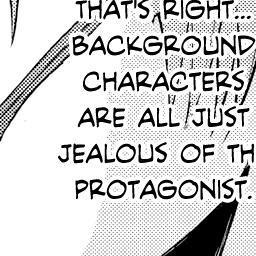 THAT'S RIGHT...
BACKGROUND
CHARACTERS
ARE ALL JUST
JEALOUS OF TH
PROTAGONIST.